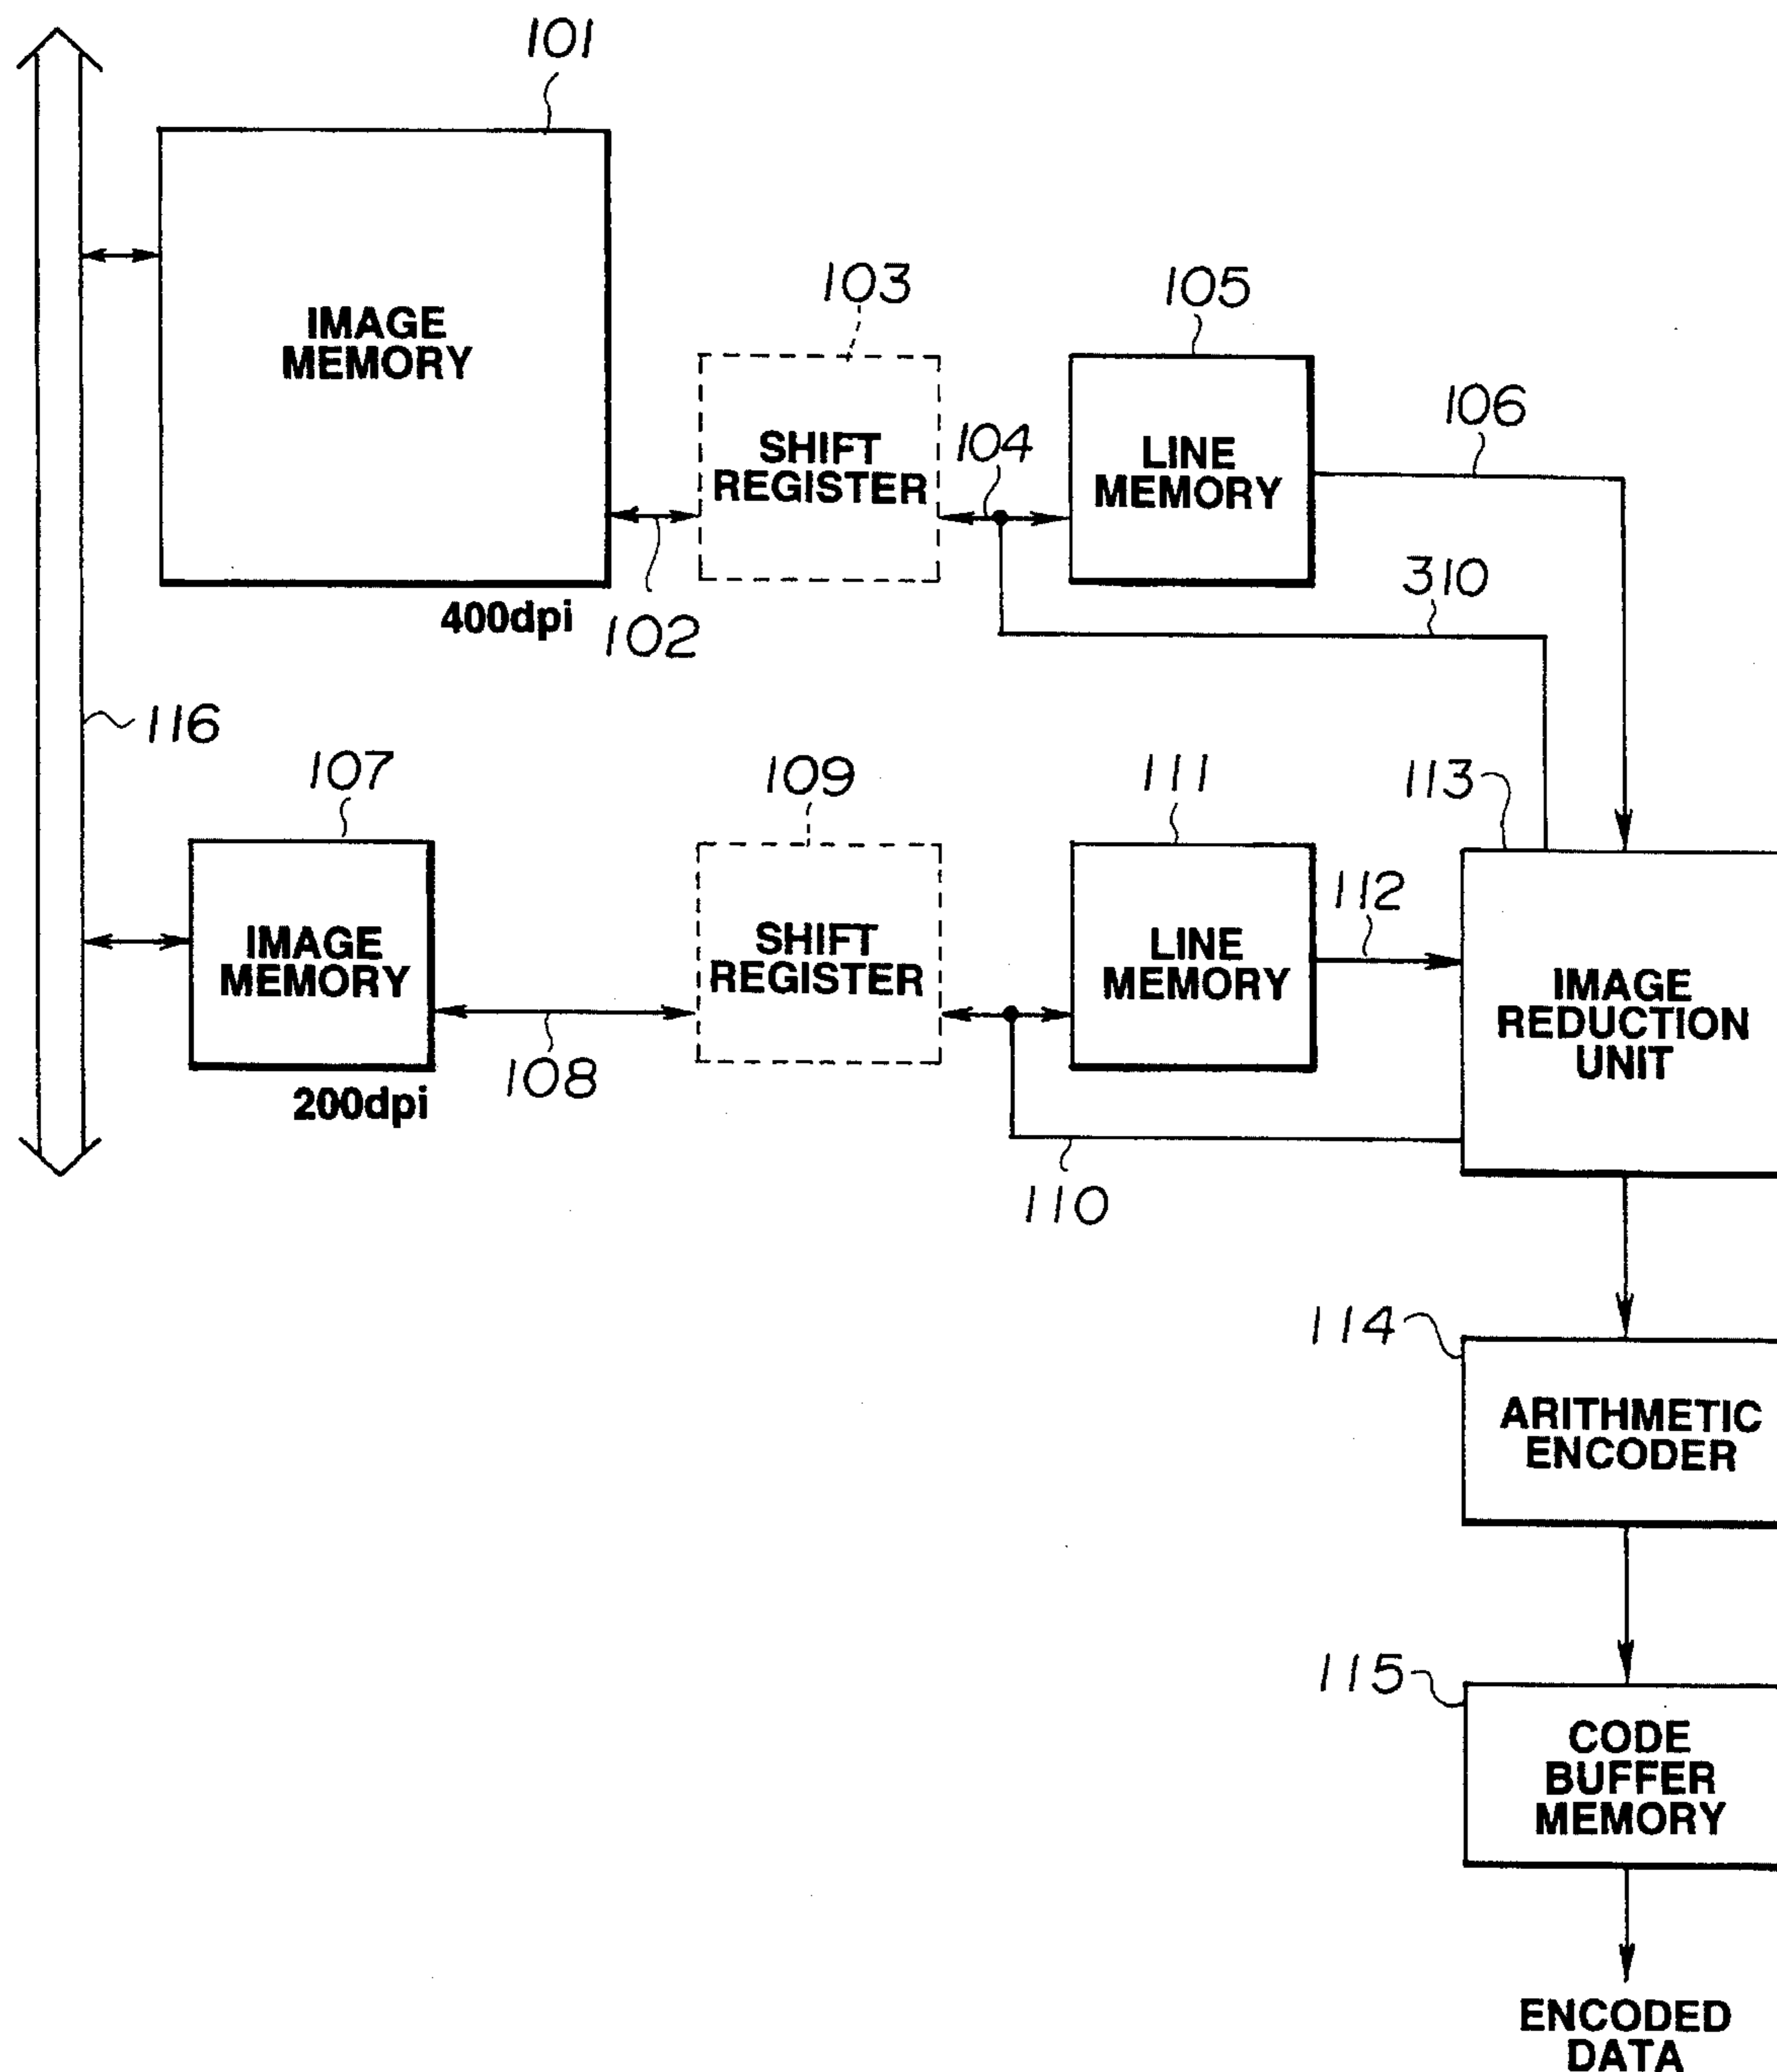 101
IMAGE
MEMORY
400dpi
102
103
SHIFT
REGISTER
104
105
LINE
MEMORY
106
310
116
107
IMAGE
MEMORY
200dpi
108
109
SHIFT
REGISTER
110
111
LINE
MEMORY
112
113
IMAGE
REDUCTION
UNIT
114
ARITHMETIC
ENCODER
115
CODE
BUFFER
MEMORY
ENCODED
DATA